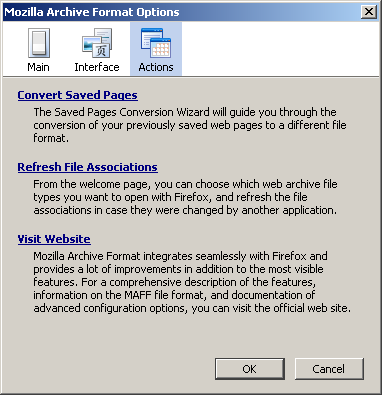 Mozilla Archive Format Options
Main
Interface
Actions
Convert Saved Pages
The Saved Pages Conversion Wizard will guide you through the
conversion of your previously saved web pages to a different file
format.
Refresh File Associations
From the welcome page, you can choose which web archive file
types you want to open with Firefox, and refresh the file
associations in case they were changed by another application.
Visit Website
Mozilla Archive Format integrates seamlessly with Firefox and
provides a lot of improvements in addition to the most visible
features. For a comprehensive description of the features,
information on the MAFF file format, and documentation of
advanced configuration options, you can visit the official web site.
OK
Cancel